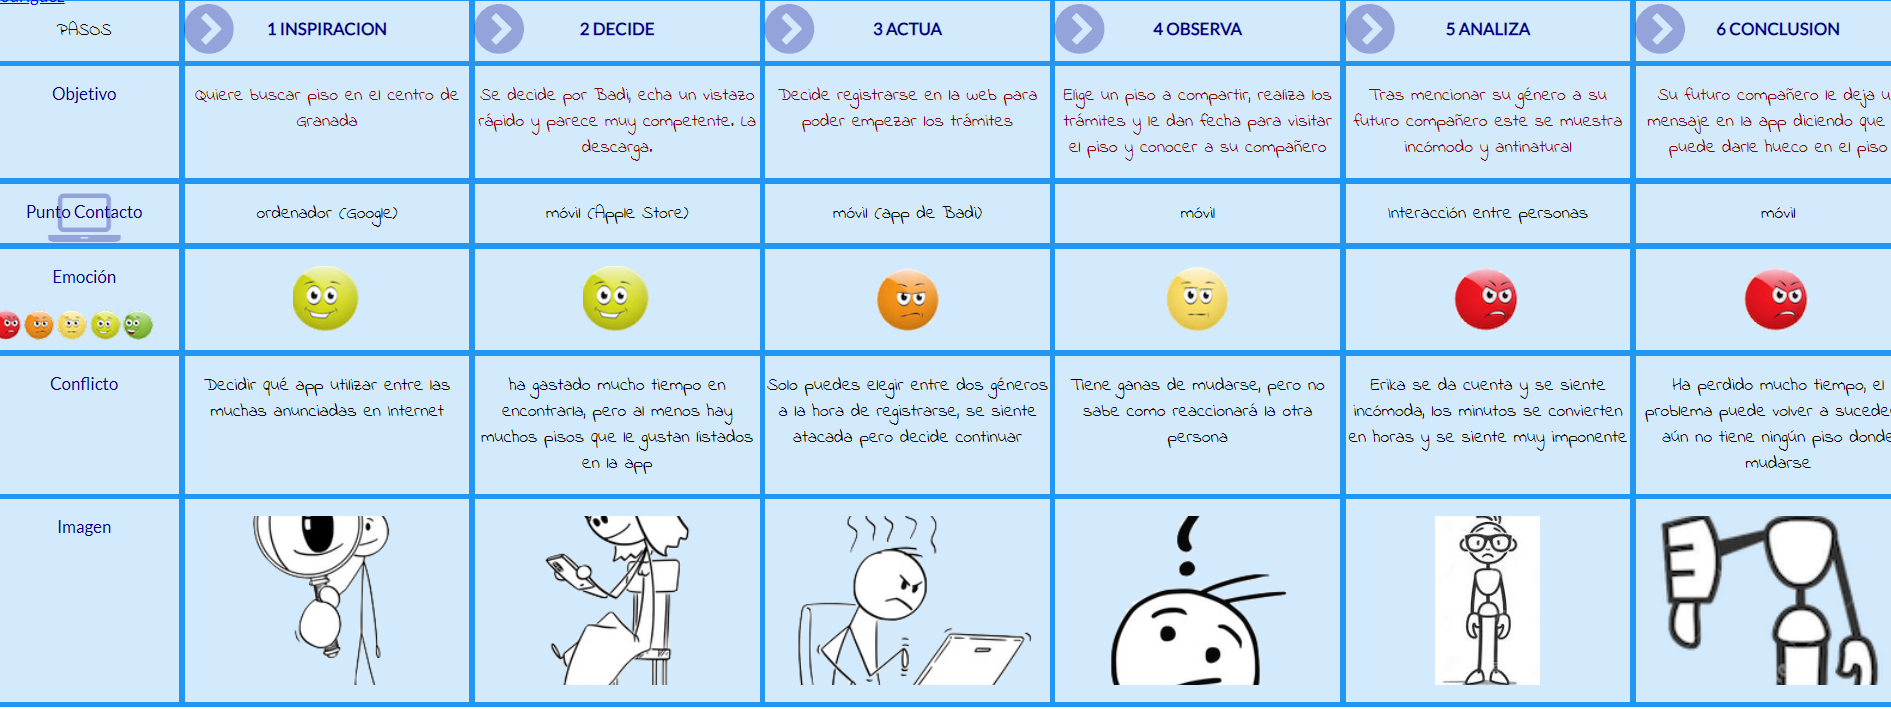 PASOS
1 INSPIRACION
2 DECIDE
3 ACTUA
4 OBSERVA
5 ANALIZA
6 CONCLUSION
Objetivo
Quiere buscar piso en el centro de
Granada
Se decide por Badi, echa un vistazo
rápido y parece muy competente. La
descarga.
Decide registrarse en la web para
poder empezar los trámites
Elige un piso a compartir, realiza los
trámites y le dan fecha para visitar
el piso y conocer a su compañero
Tras mencionar su género a su
futuro compañero este se muestra
incómodo y antinatural
Su futuro compañero le deja u
mensaje en la app diciendo que
puede darle hueco en el piso
Punto Contacto
ordenador (Google)
móvil (Apple Store)
móvil (app de Badi)
móvil
Interacción entre personas
móvil
Emoción
Conflicto
Decidir qué app utilizar entre las
muchas anunciadas en Internet
ha gastado mucho tiempo en
encontrarla, pero al menos hay
muchos pisos que le gustan listados
en la app
Solo puedes elegir entre dos géneros
a la hora de registrarse, se siente
atacada pero decide continuar
Tiene ganas de mudarse, pero no
sabe como reaccionará la otra
persona
Erika se da cuenta y se siente
incómoda, los minutos se convierten
en horas y se siente muy imponente
Ha perdido mucho tiempo, el
problema puede volver a suceder
aún no tiene ningún piso donde
mudarse
Imagen